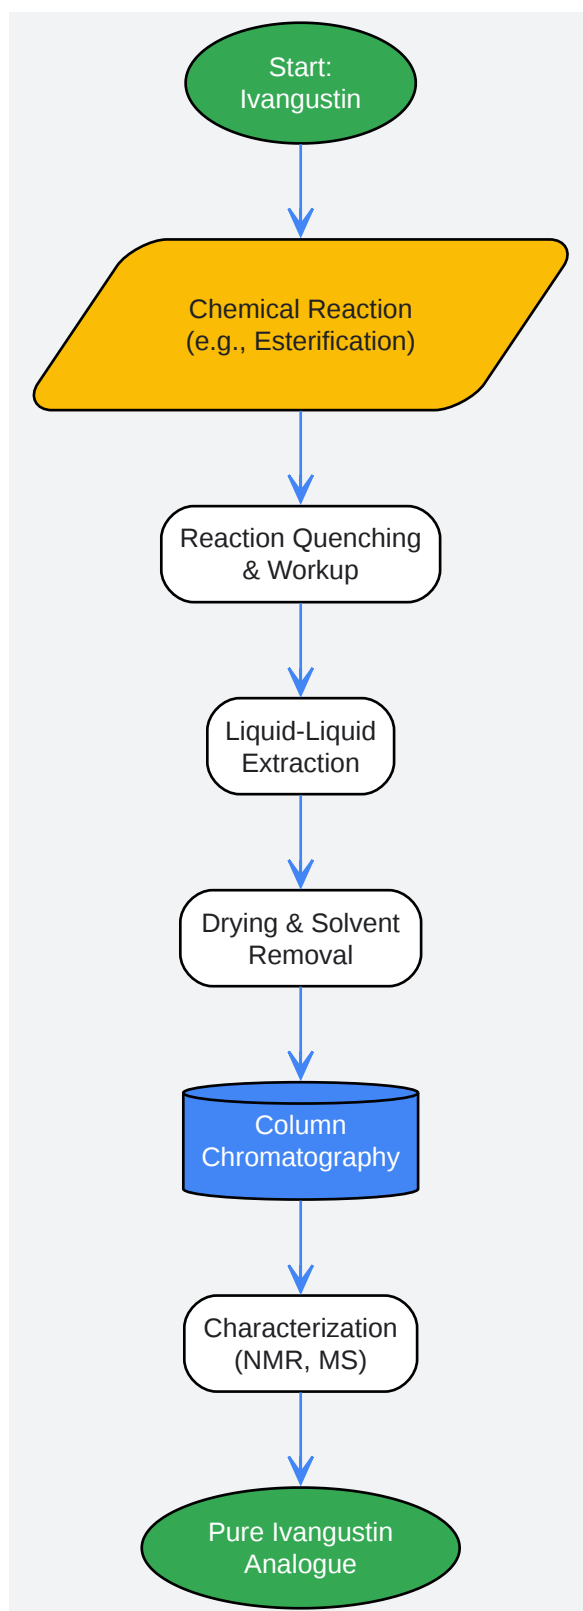 Start:
Ivangustin
Chemical Reaction
(e.g., Esterification)
Reaction Quenching
& Workup
Liquid-Liquid
Extraction
Drying & Solvent
Removal
Column
Chromatography
Characterization
(NMR, MS)
Pure Ivangustin
Analogue